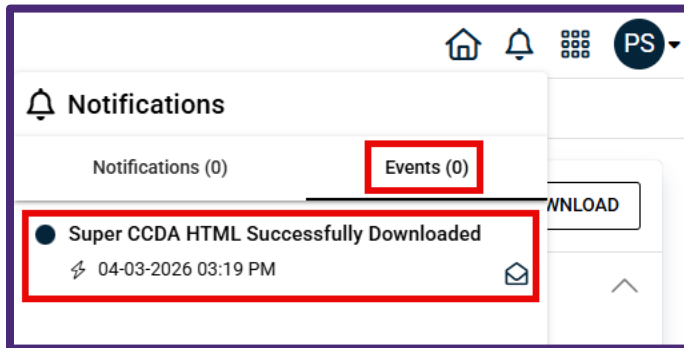 PS
Notifications
Notifications (0)
Events (0)
WNLOAD
Super CCDA HTML Successfully Downloaded
04-03-2026 03:19 PM